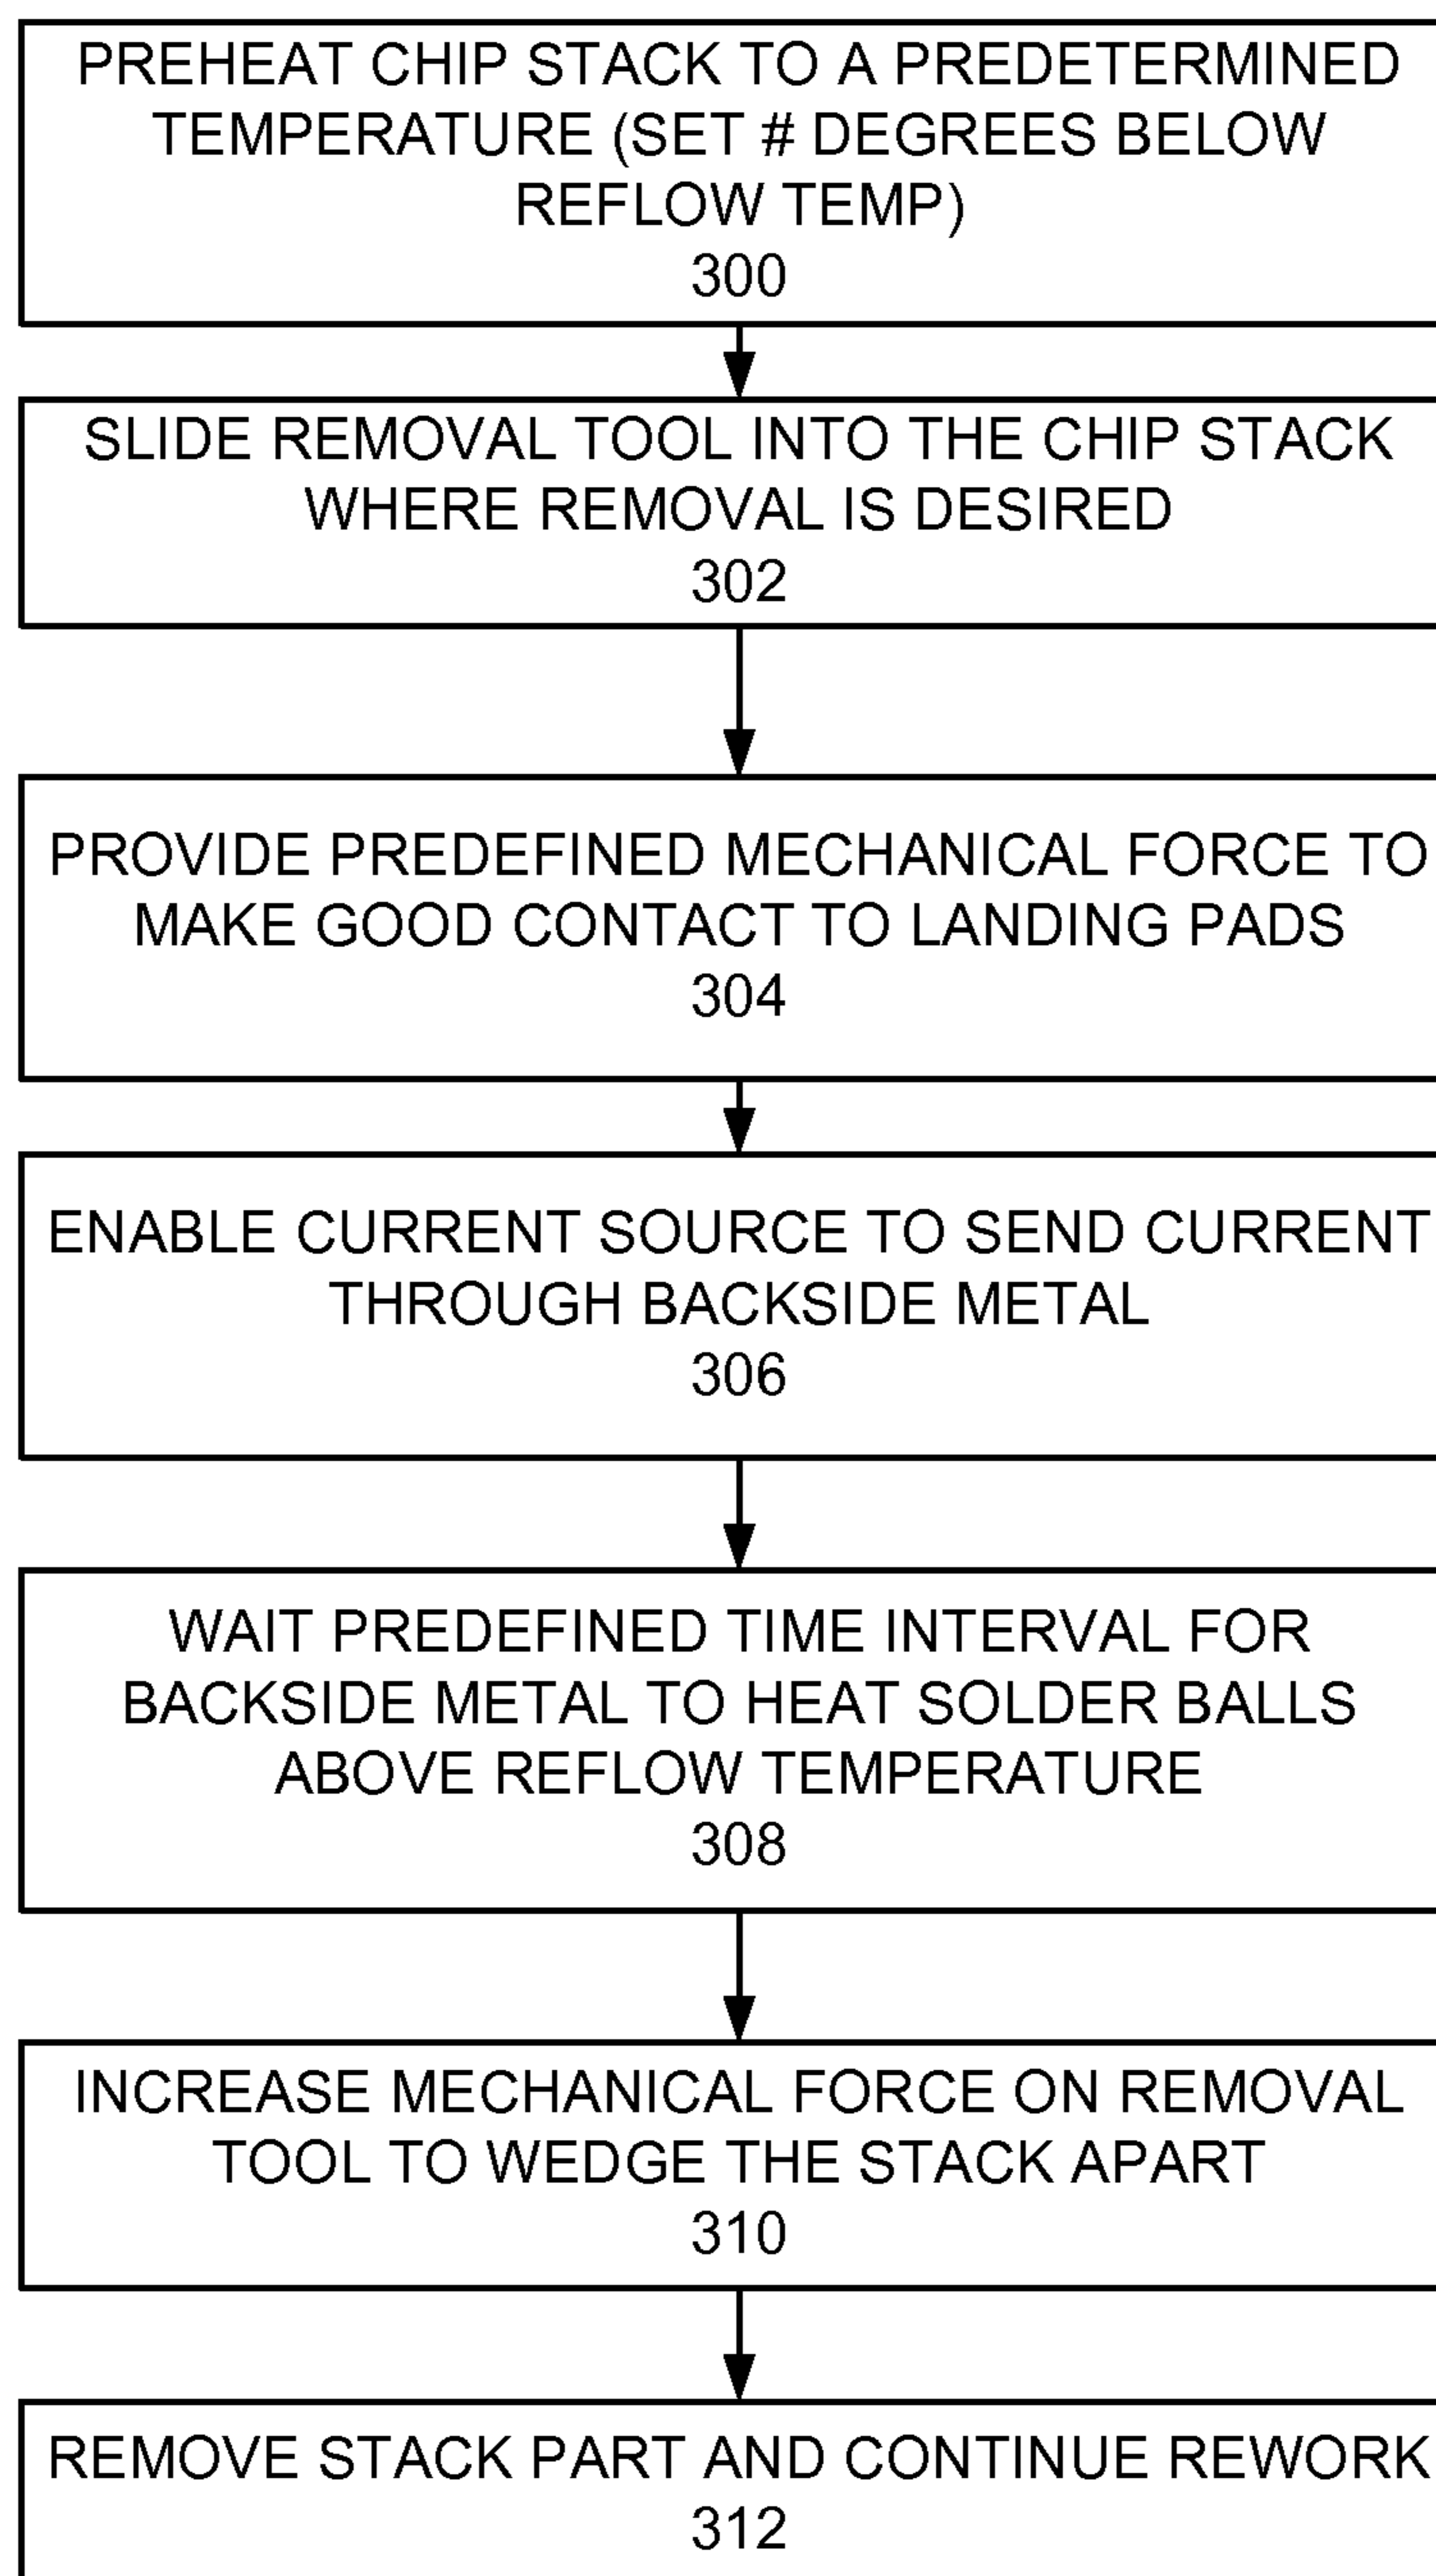 PREHEAT CHIP STACK TO A PREDETERMINED
TEMPERATURE (SET # DEGREES BELOW
REFLOW TEMP)
300
SLIDE REMOVAL TOOL INTO THE CHIP STACK
WHERE REMOVAL IS DESIRED
302
PROVIDE PREDEFINED MECHANICAL FORCE TO
MAKE GOOD CONTACT TO LANDING PADS
304
ENABLE CURRENT SOURCE TO SEND CURRENT
THROUGH BACKSIDE METAL
306
WAIT PREDEFINED TIME INTERVAL FOR
BACKSIDE METAL TO HEAT SOLDER BALLS
ABOVE REFLOW TEMPERATURE
308
INCREASE MECHANICAL FORCE ON REMOVAL
TOOL TO WEDGE THE STACK APART
310
REMOVE STACK PART AND CONTINUE REWORK
312